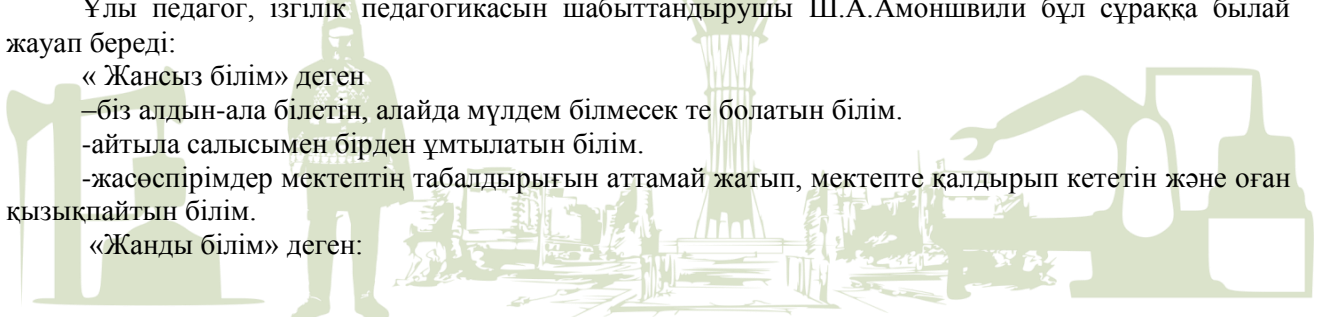 Ұлы педагог, ізгілік педагогикасын шабыттандырушы Ш.А.Амоншвили бұл сұраққа былай
жауап береді:
« Жансыз білім» деген
–біз алдын-ала білетін, алайда мүлдем білмесек те болатын білім.
-айтыла салысымен бірден ұмтылатын білім.
-жасөспірімдер мектептің табалдырығын аттамай жатып, мектепте қалдырып кететін және оған
қызықпайтын білім.
«Жанды білім» деген: